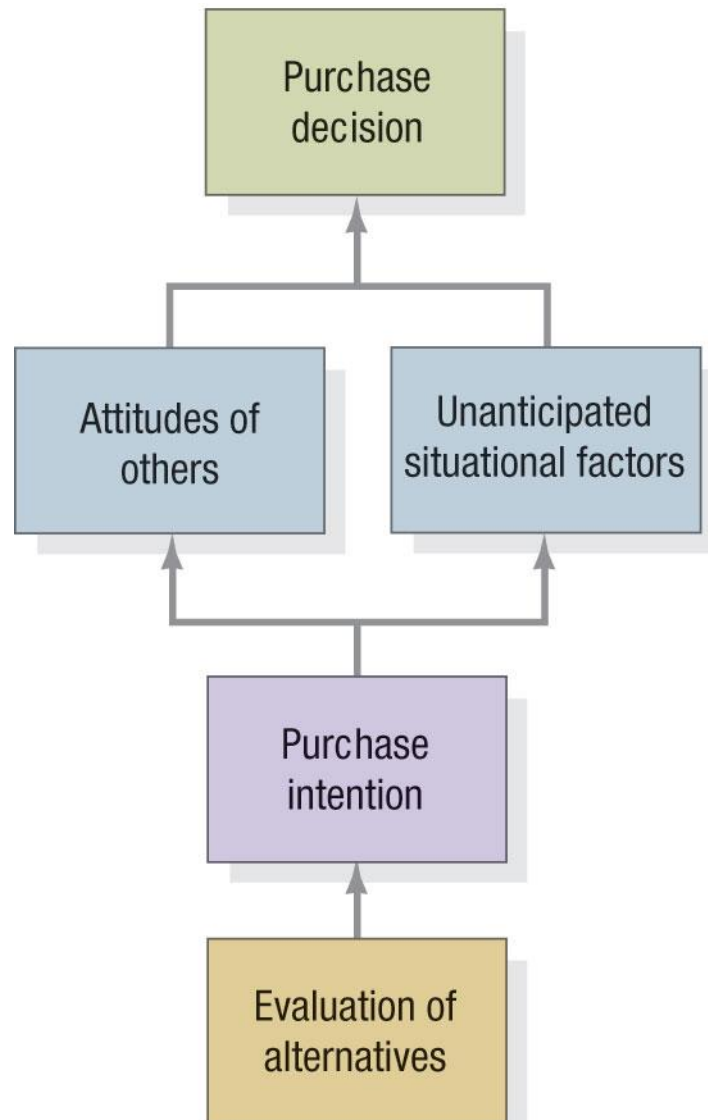 Purchase
decision
Attitudes of
others
Unanticipated
situational factors
Purchase
intention
Evaluation of
alternatives